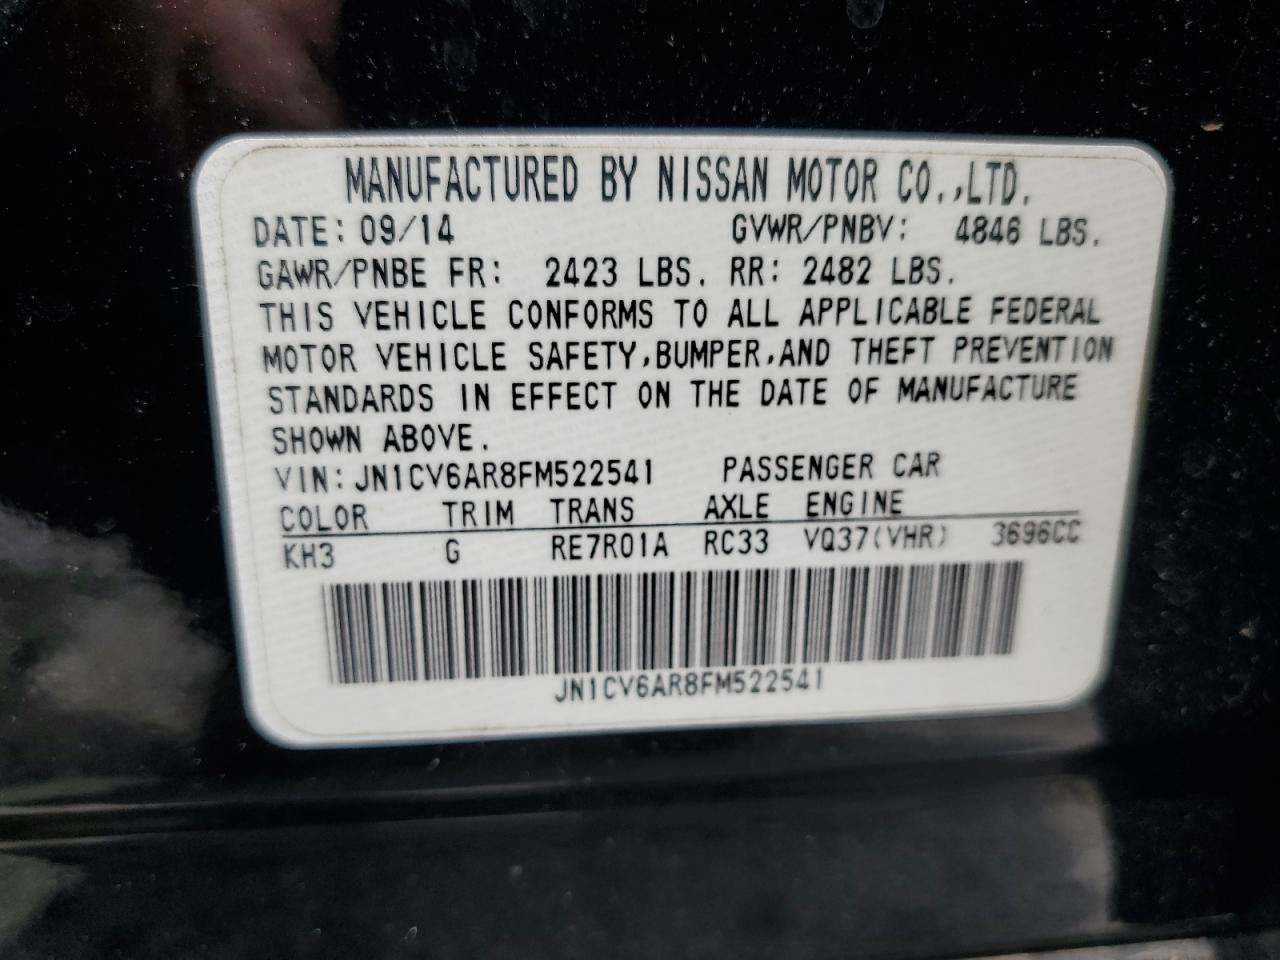 MANUFACTURED BY NISSAN MOTOR CO.,LTD.
DATE: 09/14 GVWR/PNBV: 4846 LBS.
GAWR/PNBE FR: 2423 LBS. RR: 2482 LBS.
THIS VEHICLE CONFORMS TO ALL APPLICABLE FEDERAL
MOTOR VEHICLE SAFETY,BUMPER,AND THEFT PREVENTION
STANDARDS IN EFFECT ON THE DATE OF MANUFACTURE
SHOWN ABOVE.
VIN:JN1CV6AR8FM522541 PASSENGER CAR
COLOR TRIM TRANS AXLE ENGINE
KH3 G RE7R01A RC33 VQ37(VHR) 3696CC
JN1CV6AR8FM522541